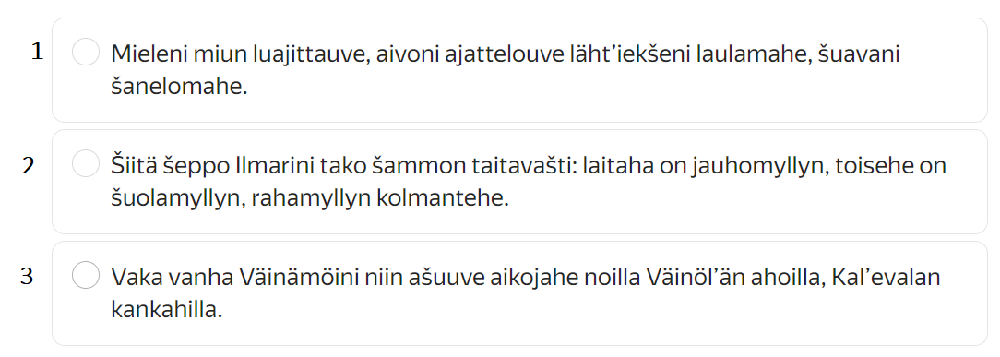 1 Mieleni miun luajittauve, aivoni ajattelouve läht’iekšeni laulamahe, šuavani
šanelomahe.
2 Šiitä šeppo Ilmarini tako šammon taitavašti: laitaha on jauhomyllyn, toisehe on
šuolamyllyn, rahamyllyn kolmantehe.
3 Vaka vanha Väinämöini niin ašuuve aikojahe noilla Väinöl’än ahoilla, Kal’evalan
kankahilla.